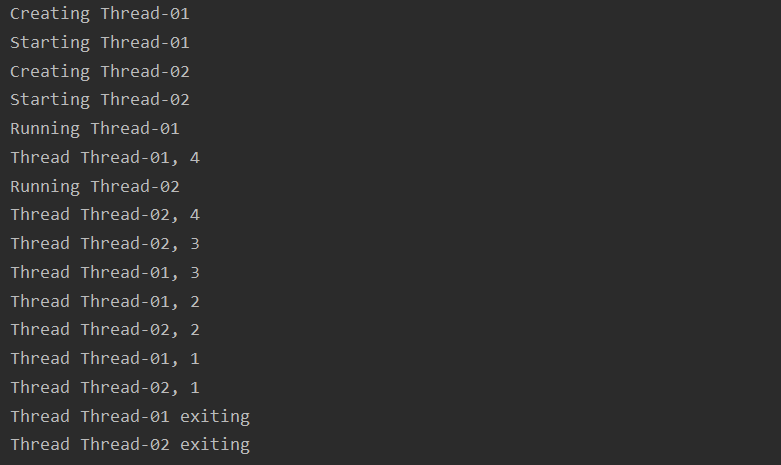 Creating Thread-01
Starting Thread-01
Creating Thread-02
Starting Thread-02
Running Thread-01
Thread Thread-01, 4
Running Thread-02
Thread Thread-02, 4
Thread Thread-02, 3
Thread Thread-01, 3
Thread Thread-01, 2
Thread Thread-02, 2
Thread Thread-01, 1
Thread Thread-02, 1
Thread Thread-01 exiting
Thread Thread-02 exiting